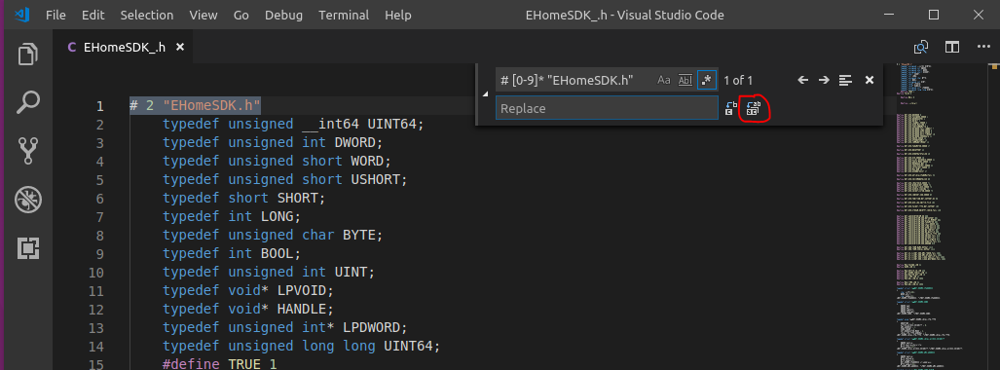 File Edit Selection View Go Debug Terminal Help EHomeSDK_.h - Visual Studio Code
C EHomeSDK_.h
# [0-9]* "EHomeSDK.h" Aa Abl .* 1 of 1
Replace
1 # 2 "EHomeSDK.h"
2 typedef unsigned __int64 UINT64;
3 typedef unsigned int DWORD;
4 typedef unsigned short WORD;
5 typedef unsigned short USHORT;
6 typedef short SHORT;
7 typedef int LONG;
8 typedef unsigned char BYTE;
9 typedef int BOOL;
10 typedef unsigned int UINT;
11 typedef void* LPVOID;
12 typedef void* HANDLE;
13 typedef unsigned int* LPDWORD;
14 typedef unsigned long long UINT64;
15 #define TRUE 1